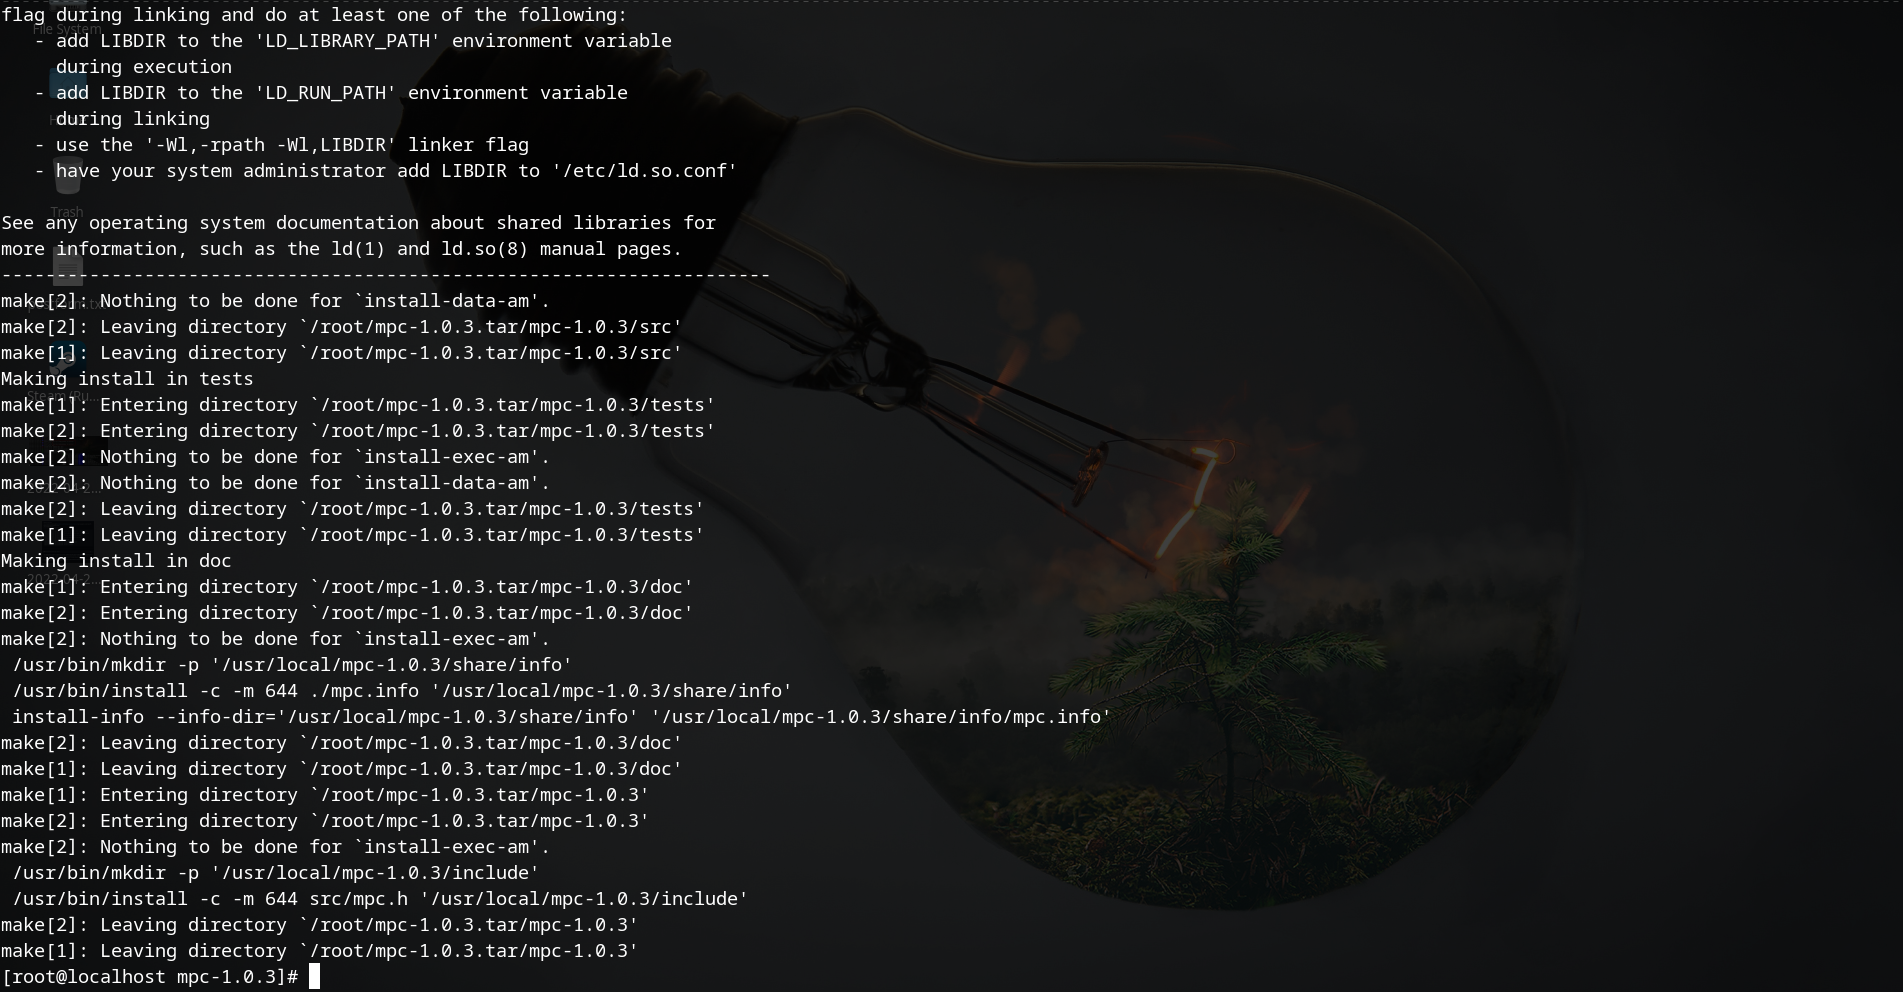 flag during linking and do at least one of the following:
   - add LIBDIR to the 'LD_LIBRARY_PATH' environment variable
     during execution
   - add LIBDIR to the 'LD_RUN_PATH' environment variable
     during linking
   - use the '-Wl,-rpath -Wl,LIBDIR' linker flag
   - have your system administrator add LIBDIR to '/etc/ld.so.conf'

See any operating system documentation about shared libraries for
more information, such as the ld(1) and ld.so(8) manual pages.
----------------------------------------------------------------------
make[2]: Nothing to be done for `install-data-am'.
make[2]: Leaving directory `/root/mpc-1.0.3.tar/mpc-1.0.3/src'
make[1]: Leaving directory `/root/mpc-1.0.3.tar/mpc-1.0.3/src'
Making install in tests
make[1]: Entering directory `/root/mpc-1.0.3.tar/mpc-1.0.3/tests'
make[2]: Entering directory `/root/mpc-1.0.3.tar/mpc-1.0.3/tests'
make[2]: Nothing to be done for `install-exec-am'.
make[2]: Nothing to be done for `install-data-am'.
make[2]: Leaving directory `/root/mpc-1.0.3.tar/mpc-1.0.3/tests'
make[1]: Leaving directory `/root/mpc-1.0.3.tar/mpc-1.0.3/tests'
Making install in doc
make[1]: Entering directory `/root/mpc-1.0.3.tar/mpc-1.0.3/doc'
make[2]: Entering directory `/root/mpc-1.0.3.tar/mpc-1.0.3/doc'
make[2]: Nothing to be done for `install-exec-am'.
 /usr/bin/mkdir -p '/usr/local/mpc-1.0.3/share/info'
 /usr/bin/install -c -m 644 ./mpc.info '/usr/local/mpc-1.0.3/share/info'
 install-info --info-dir='/usr/local/mpc-1.0.3/share/info' '/usr/local/mpc-1.0.3/share/info/mpc.info'
make[2]: Leaving directory `/root/mpc-1.0.3.tar/mpc-1.0.3/doc'
make[1]: Leaving directory `/root/mpc-1.0.3.tar/mpc-1.0.3/doc'
make[1]: Entering directory `/root/mpc-1.0.3.tar/mpc-1.0.3'
make[2]: Entering directory `/root/mpc-1.0.3.tar/mpc-1.0.3'
make[2]: Nothing to be done for `install-exec-am'.
 /usr/bin/mkdir -p '/usr/local/mpc-1.0.3/include'
 /usr/bin/install -c -m 644 src/mpc.h '/usr/local/mpc-1.0.3/include'
make[2]: Leaving directory `/root/mpc-1.0.3.tar/mpc-1.0.3'
make[1]: Leaving directory `/root/mpc-1.0.3.tar/mpc-1.0.3'
[root@localhost mpc-1.0.3]#
File System
Trash